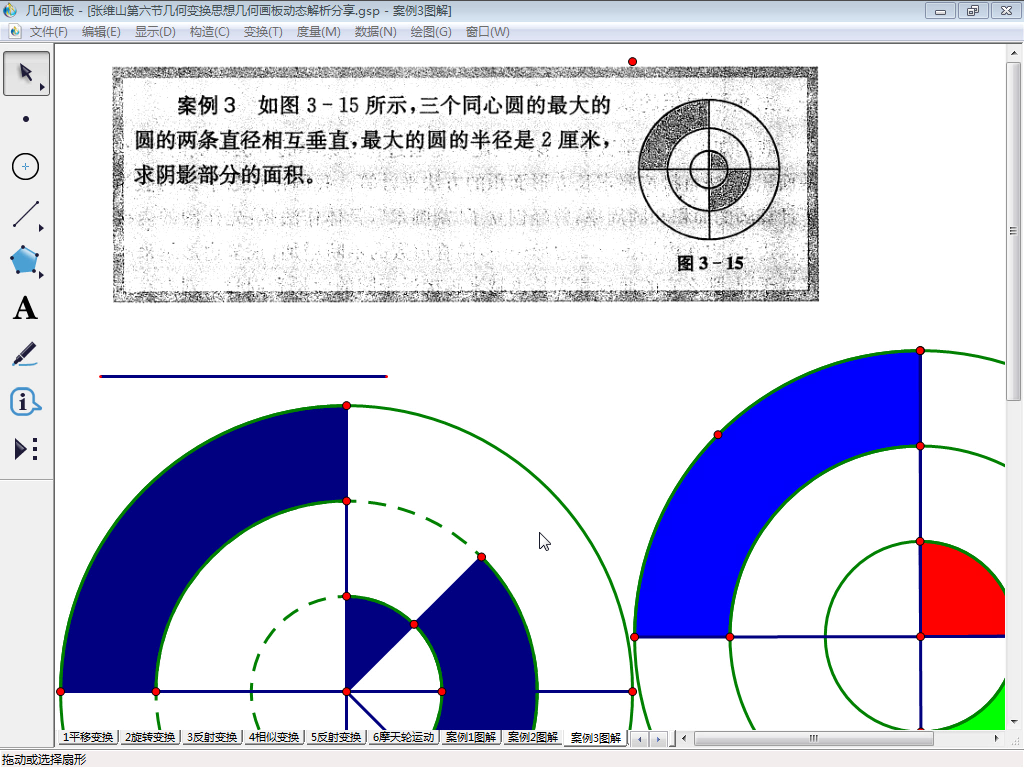 几何画板 - [张维山第六节几何变换思想几何画板动态解析分享.gsp - 案例3图解]
文件(F) 编辑(E) 显示(D) 构造(C) 变换(T) 度量(M) 数据(N) 绘图(G) 窗口(W)
案例 3 如图 3-15 所示,三个同心圆的最大的
圆的两条直径相互垂直,最大的圆的半径是 2 厘米,
求阴影部分的面积。
图 3-15
A
1平移变换 2旋转变换 3反射变换 4相似变换 5反射变换 6摩天轮运动 案例1图解 案例2图解 案例3图解
拖动或选择扇形